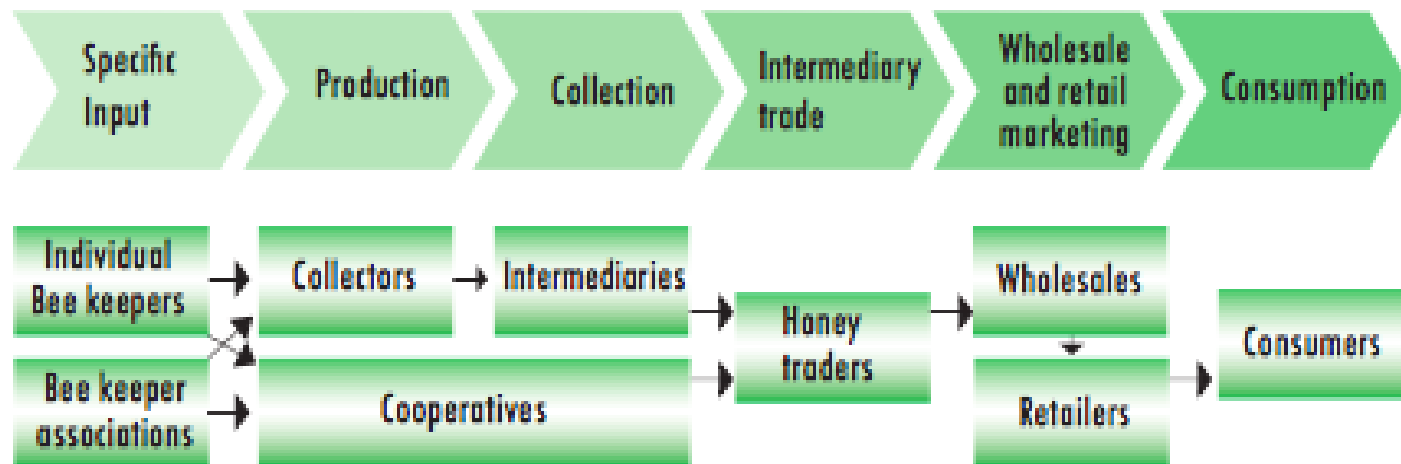 Specific
Input
Production
Collection
Intermediary
trade
Wholesale
and retail
marketing
Consumption
Individual
Bee keepers
Collectors
Intermediaries
Honey
traders
Wholesales
Consumers
Bee keeper
associations
Cooperatives
Retailers